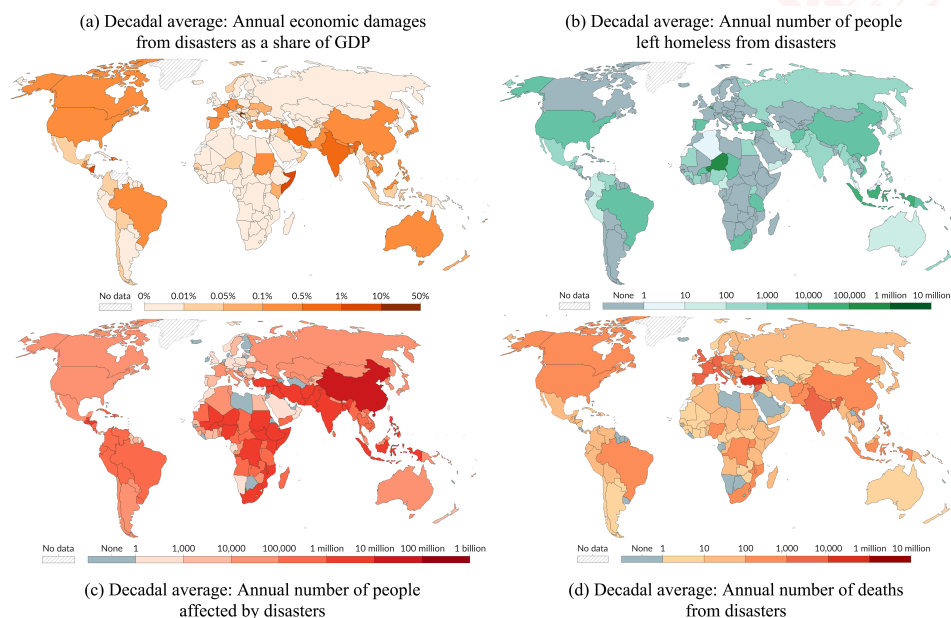 (a) Decadal average: Annual economic damages
from disasters as a share of GDP
(b) Decadal average: Annual number of people
left homeless from disasters
No data 0% 0.01% 0.05% 0.1% 0.5% 1% 10% 50%
No data None 1 10 100 1,000 10,000 100,000 1 million 10 million
No data None 1 1,000 10,000 100,000 1 million 10 million 100 million 1 billion
No data None 1 10 100 1,000 10,000 1 million 10 million
(c) Decadal average: Annual number of people
affected by disasters
(d) Decadal average: Annual number of deaths
from disasters